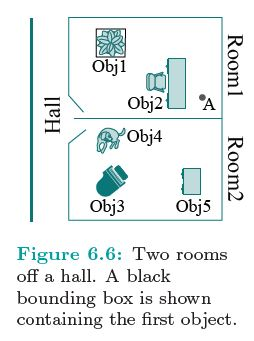 Obj1
Room1
Obj2
A
Hall
Obj4
Room2
Obj3
Obj5
Figure 6.6: Two rooms
off a hall. A black
bounding box is shown
containing the first object.